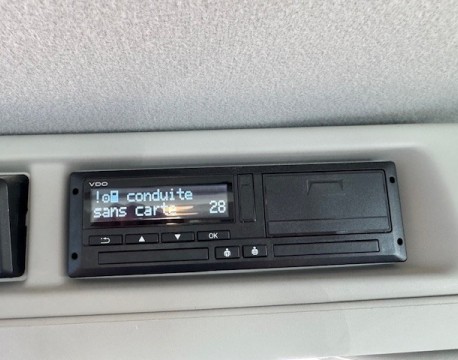 VDO
! conduite
sans carte 28
OK